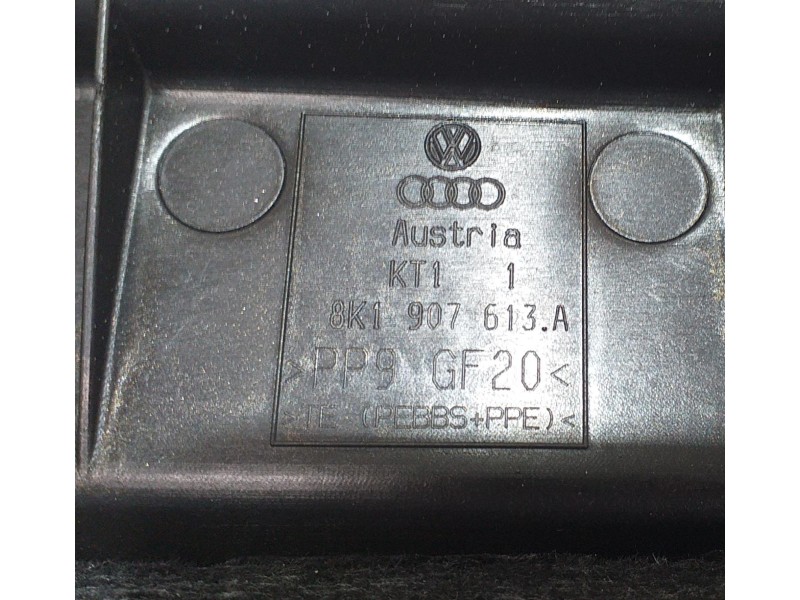 Austria
KT1 1
8K1 907 613.A
>PP9 GF20<
>TE (PEBBS+PPE)<